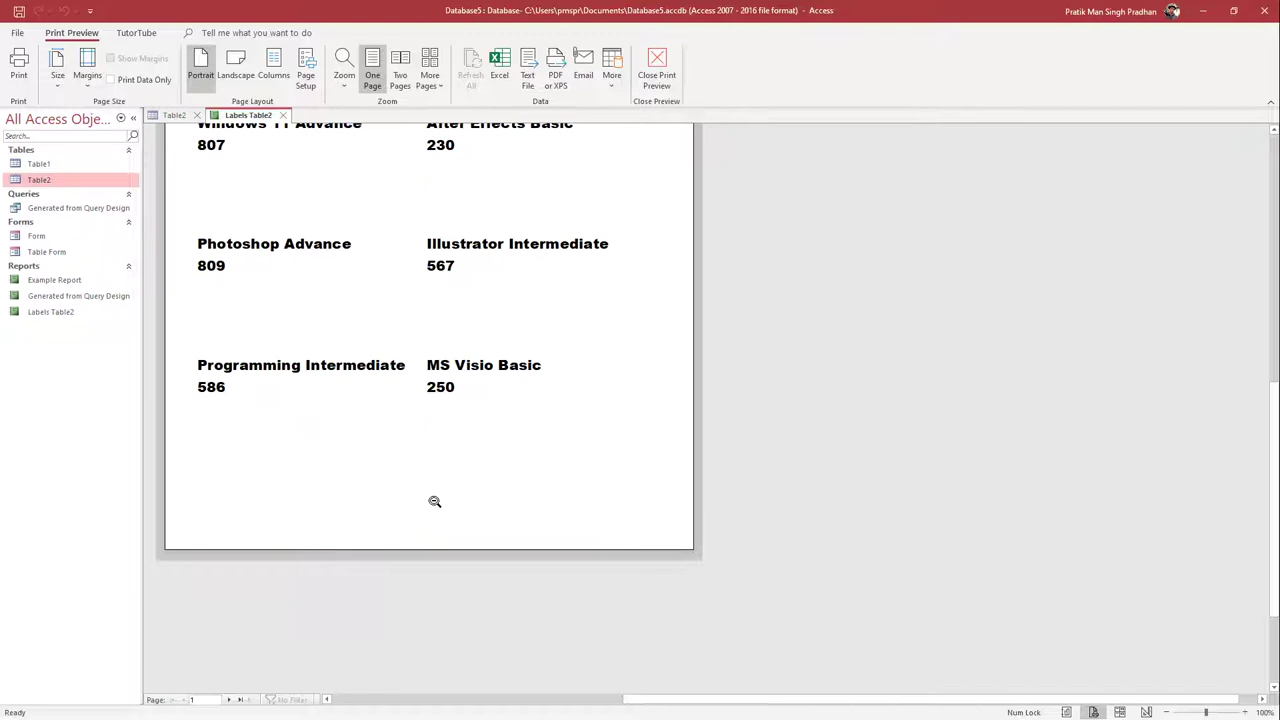 Database5 : Database- C:\Users\pmspr\Documents\Database5.accdb (Access 2007 - 2016 file format) - Access
Pratik Man Singh Pradhan
File
Print Preview
TutorTube
Tell me what you want to do
Print
Size
Margins
Show Margins
Print Data Only
Portrait
Landscape
Columns
Page Setup
Zoom
One Page
Two Pages
More Pages
Refresh All
Excel
Text File
PDF or XPS
Email
More
Close Print Preview
Print
Page Size
Page Layout
Zoom
Data
Close Preview
All Access Obje...
Search...
Tables
Table1
Table2
Queries
Generated from Query Design
Forms
Form
Table Form
Reports
Example Report
Generated from Query Design
Labels Table2
Table2
Labels Table2
Windows 11 Advance
After Effects Basic
807
230
Photoshop Advance
Illustrator Intermediate
809
567
Programming Intermediate
MS Visio Basic
586
250
Page: 1
No Filter
Ready
Num Lock
100%